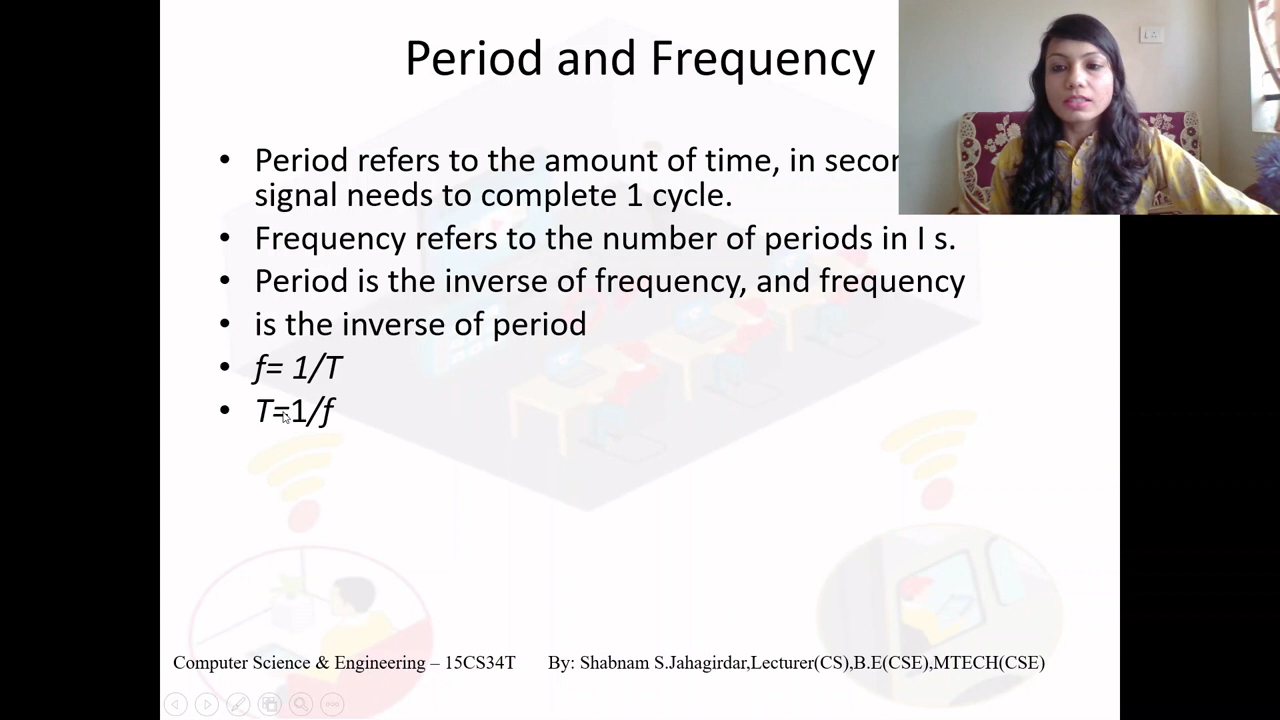 Period and Frequency
• Period refers to the amount of time, in
signal needs to complete 1 cycle.
• Frequency refers to the number of periods in I s.
• Period is the inverse of frequency, and frequency
• is the inverse of period
• f= 1/T
• T=1/f
Computer Science & Engineering – 15CS34T By: Shabnam S.Jahagirdar,Lecturer(CS),B.E(CSE),MTECH(CSE)